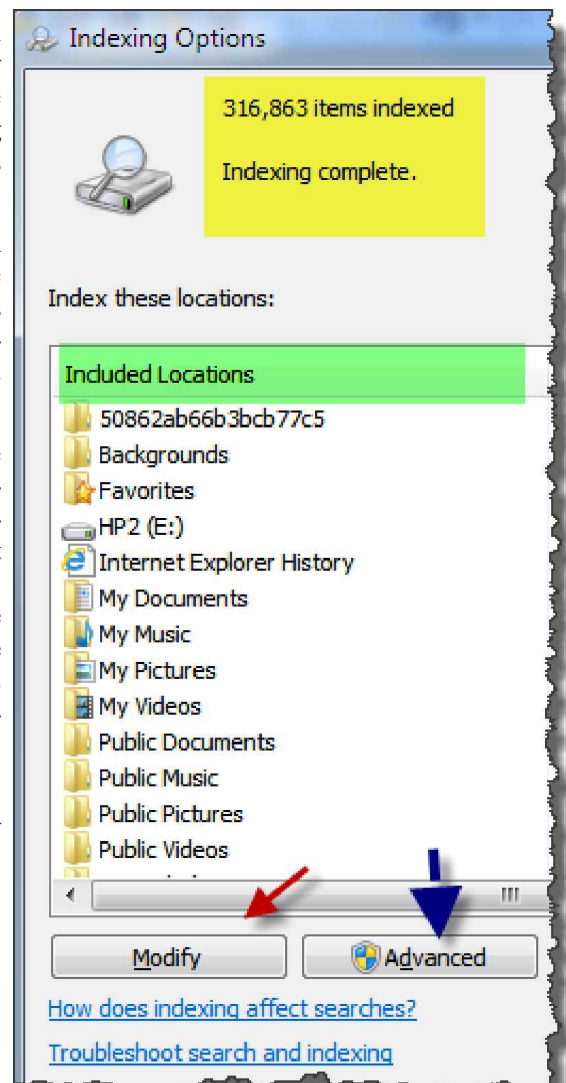 Indexing Options
316,863 items indexed
Indexing complete.
Index these locations:
Included Locations
50862ab66b3bcb77c5
Backgrounds
Favorites
HP2 (E:)
Internet Explorer History
My Documents
My Music
My Pictures
My Videos
Public Documents
Public Music
Public Pictures
Public Videos
Modify
Advanced
How does indexing affect searches?
Troubleshoot search and indexing